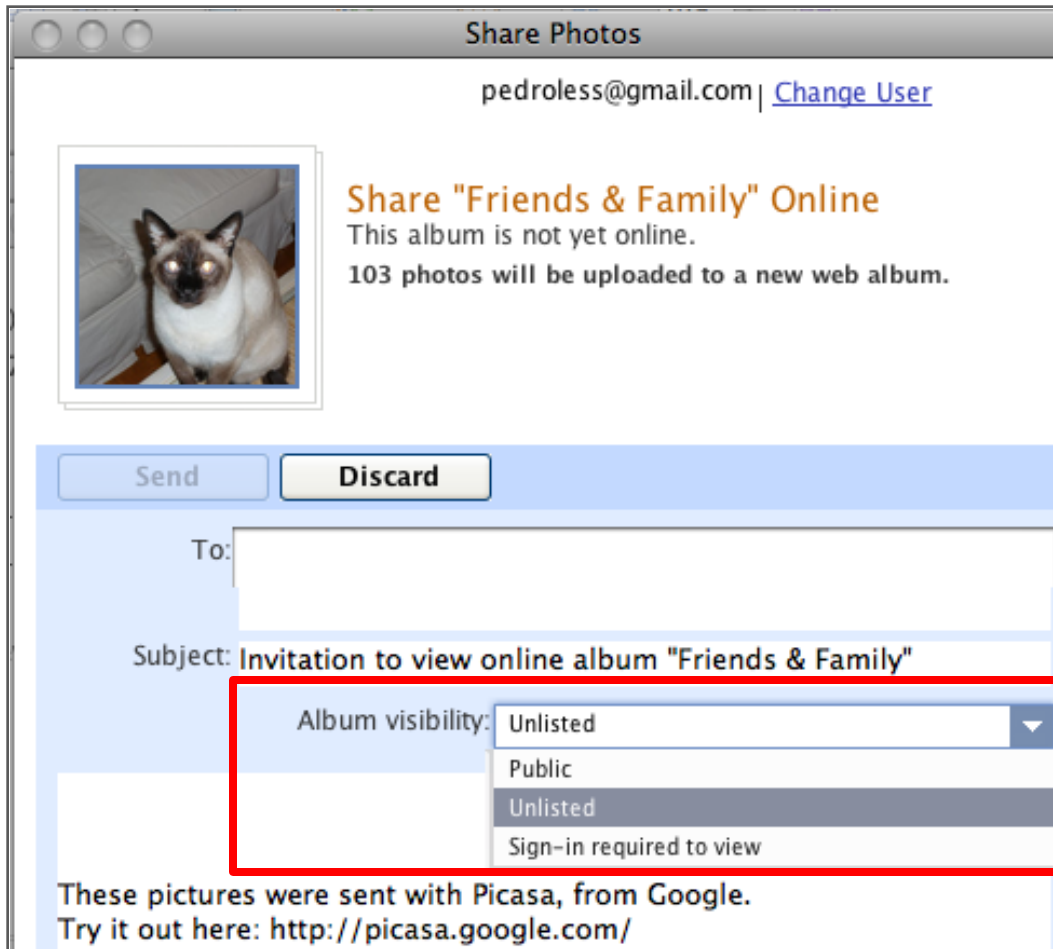 Share Photos
pedroless@gmail.com | Change User
Share "Friends & Family" Online
This album is not yet online.
103 photos will be uploaded to a new web album.
Send Discard
To:
Subject: Invitation to view online album "Friends & Family"
Album visibility: Unlisted
Public
Unlisted
Sign-in required to view
These pictures were sent with Picasa, from Google.
Try it out here: http://picasa.google.com/